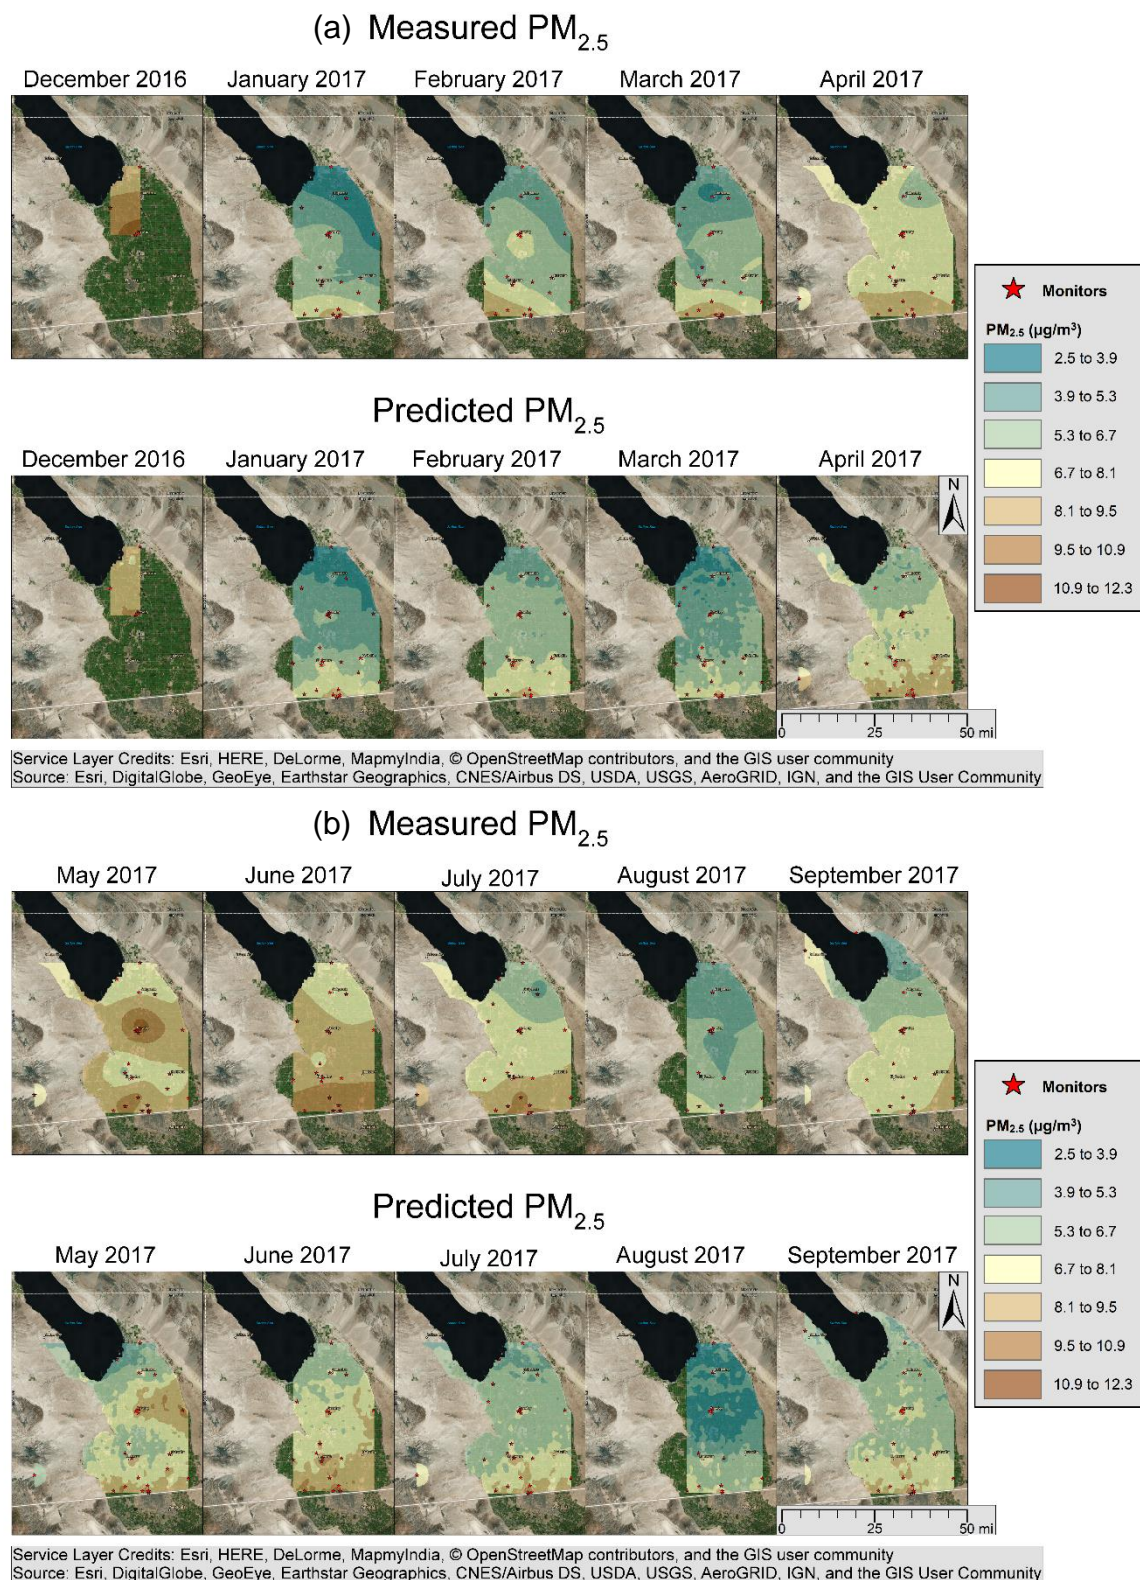 (a) Measured PM2.5
December 2016 January 2017 February 2017 March 2017 April 2017
Monitors
PM2.5 (µg/m³)
2.5 to 3.9
3.9 to 5.3
5.3 to 6.7
6.7 to 8.1
8.1 to 9.5
9.5 to 10.9
10.9 to 12.3
Predicted PM2.5
December 2016 January 2017 February 2017 March 2017 April 2017
N
0 25 50 mi
Service Layer Credits: Esri, HERE, DeLorme, MapmyIndia, © OpenStreetMap contributors, and the GIS user community
Source: Esri, DigitalGlobe, GeoEye, Earthstar Geographics, CNES/Airbus DS, USDA, USGS, AeroGRID, IGN, and the GIS User Community
(b) Measured PM2.5
May 2017 June 2017 July 2017 August 2017 September 2017
Monitors
PM2.5 (µg/m³)
2.5 to 3.9
3.9 to 5.3
5.3 to 6.7
6.7 to 8.1
8.1 to 9.5
9.5 to 10.9
10.9 to 12.3
Predicted PM2.5
May 2017 June 2017 July 2017 August 2017 September 2017
N
0 25 50 mi
Service Layer Credits: Esri, HERE, DeLorme, MapmyIndia, © OpenStreetMap contributors, and the GIS user community
Source: Esri, DigitalGlobe, GeoEye, Earthstar Geographics, CNES/Airbus DS, USDA, USGS, AeroGRID, IGN, and the GIS User Community